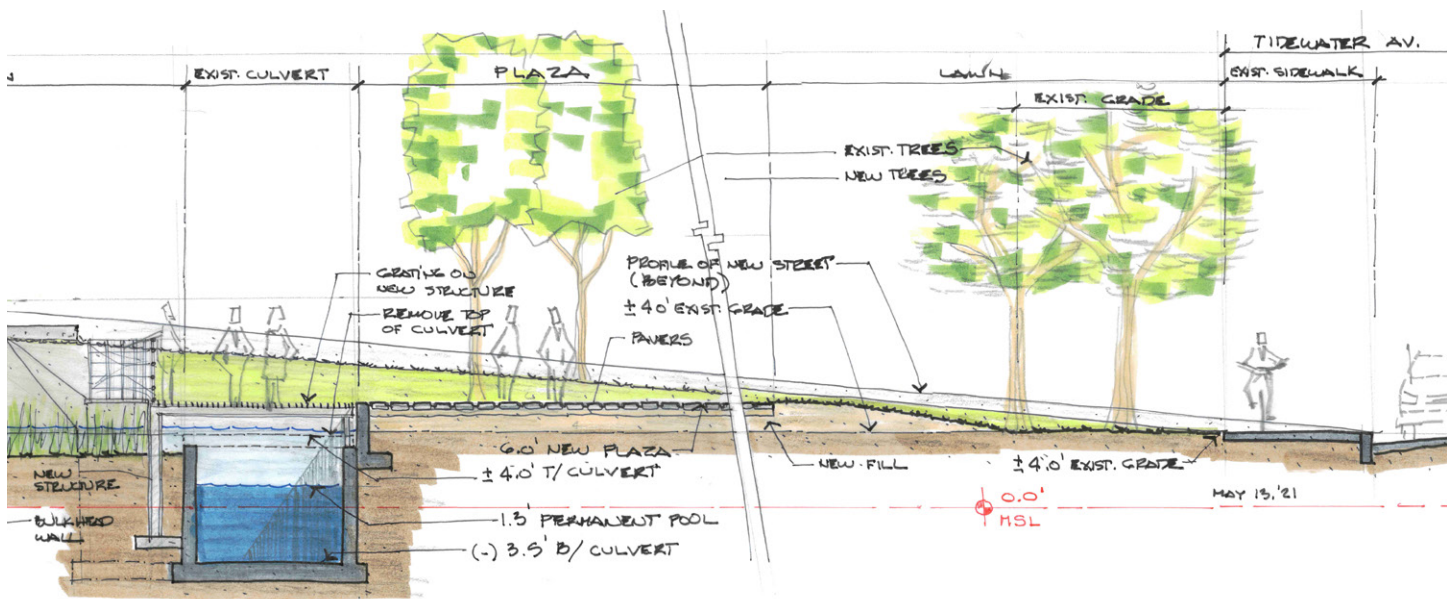 TIDEWATER AV.
EXIST. CULVERT
PLAZA
LAWN
EXIST. SIDEWALK
EXIST. GRADE
EXIST. TREES
NEW TREES
GRATING ON
NEW STRUCTURE
REMOVE TOP
OF CULVERT
PROFILE OF NEW STREET
(BEYOND)
±4.0' EXIST. GRADE
PAVERS
6.0' NEW PLAZA
±4.0' T/CULVERT
NEW FILL
±4.0' EXIST. GRADE
NEW
STRUCTURE
BULKHEAD
WALL
1.3' PERMANENT POOL
(-) 3.5' B/CULVERT
0.0'
MSL
MAY 13, '21